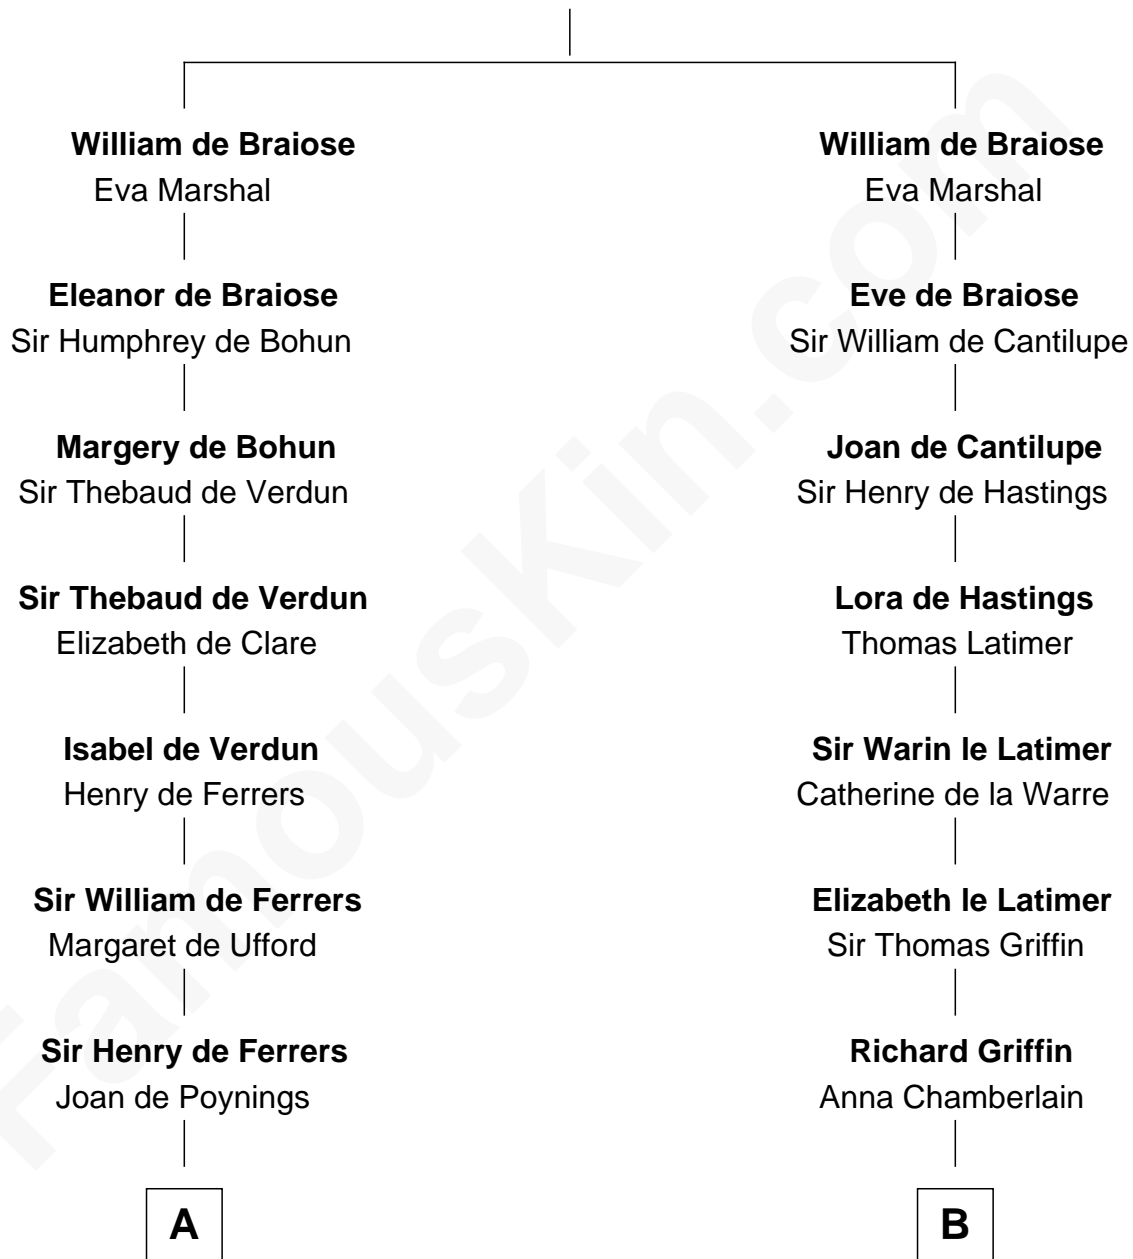 William de Braiose
Eva Marshal
Eleanor de Braiose
Sir Humphrey de Bohun
Margery de Bohun
Sir Thebaud de Verdun
Sir Thebaud de Verdun
Elizabeth de Clare
Isabel de Verdun
Henry de Ferrers
Sir William de Ferrers
Margaret de Ufford
Sir Henry de Ferrers
Joan de Poynings
A
William de Braiose
Eva Marshal
Eve de Braiose
Sir William de Cantilupe
Joan de Cantilupe
Sir Henry de Hastings
Lora de Hastings
Thomas Latimer
Sir Warin le Latimer
Catherine de la Warre
Elizabeth le Latimer
Sir Thomas Griffin
Richard Griffin
Anna Chamberlain
B
FamousKin.com